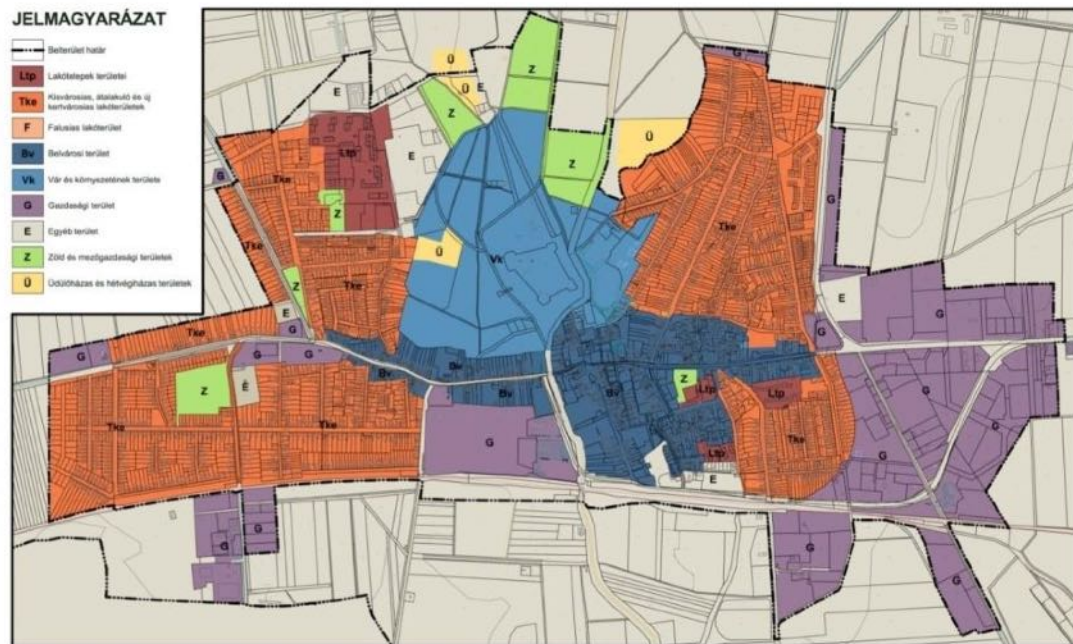 JELMAGYARÁZAT
Belterület határ
Ltp Lakótelepek területei
Tke Kisvárosias, átalakuló és új
kertvárosias lakóterületek
F Falusias lakóterület
Bv Belvárosi terület
Vk Vár és környezetének területe
G Gazdasági terület
E Egyéb terület
Z Zöld és mezőgazdasági területek
Ü Üdülőházas és hétvégiházas területek
Ü
Z
G
E
Ü
E
Z
Ü
Ltp
Z
G
Tke
G
Z
Tke
Tke
Ü
Vk
Tke
Z
E
E
Tke
G
G
G
G
G
G
Bv
Z
É
Bv
Bv
Bv
Z
Ltp
Ltp
G
G
Tke
Tke
G
Tke
Ltp
E
G
G
G
G
G
G